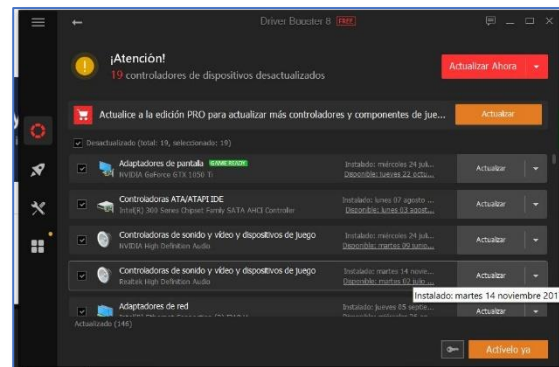 Driver Booster 8 FREE
¡Atención!
19 controladores de dispositivos desactualizados
Actualizar Ahora
Actualice a la edición PRO para actualizar más controladores y componentes de jue...
Actualizar
Desactualizado (total: 19, seleccionado: 19)
Adaptadores de pantalla GAME READY
NVIDIA GeForce GTX 1050 Ti
Instalado: miércoles 24 juli...
Disponible: jueves 22 octu...
Actualizar
Controladoras ATA/ATAPI IDE
Intel(R) 300 Series Chipset Family SATA AHCI Controller
Instalado: lunes 07 agosto ...
Disponible: lunes 03 agost...
Actualizar
Controladoras de sonido y vídeo y dispositivos de juego
NVIDIA High Definition Audio
Instalado: miércoles 24 juli...
Disponible: martes 09 junio...
Actualizar
Controladoras de sonido y vídeo y dispositivos de juego
Realtek High Definition Audio
Instalado: martes 14 novie...
Disponible: martes 02 julio ...
Actualizar
Instalado: martes 14 noviembre 201
Adaptadores de red
Instalado: jueves 05 septie...
Actualizar
Actualizado (146)
Actívelo ya